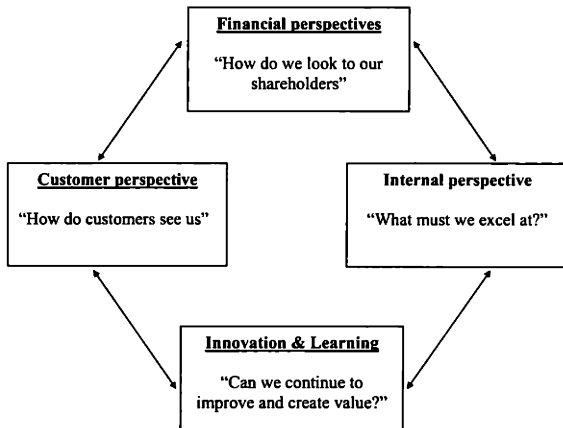 Financial perspectives
“How do we look to our
shareholders”
Customer perspective
“How do customers see us”
Internal perspective
“What must we excel at?”
Innovation & Learning
“Can we continue to
improve and create value?”